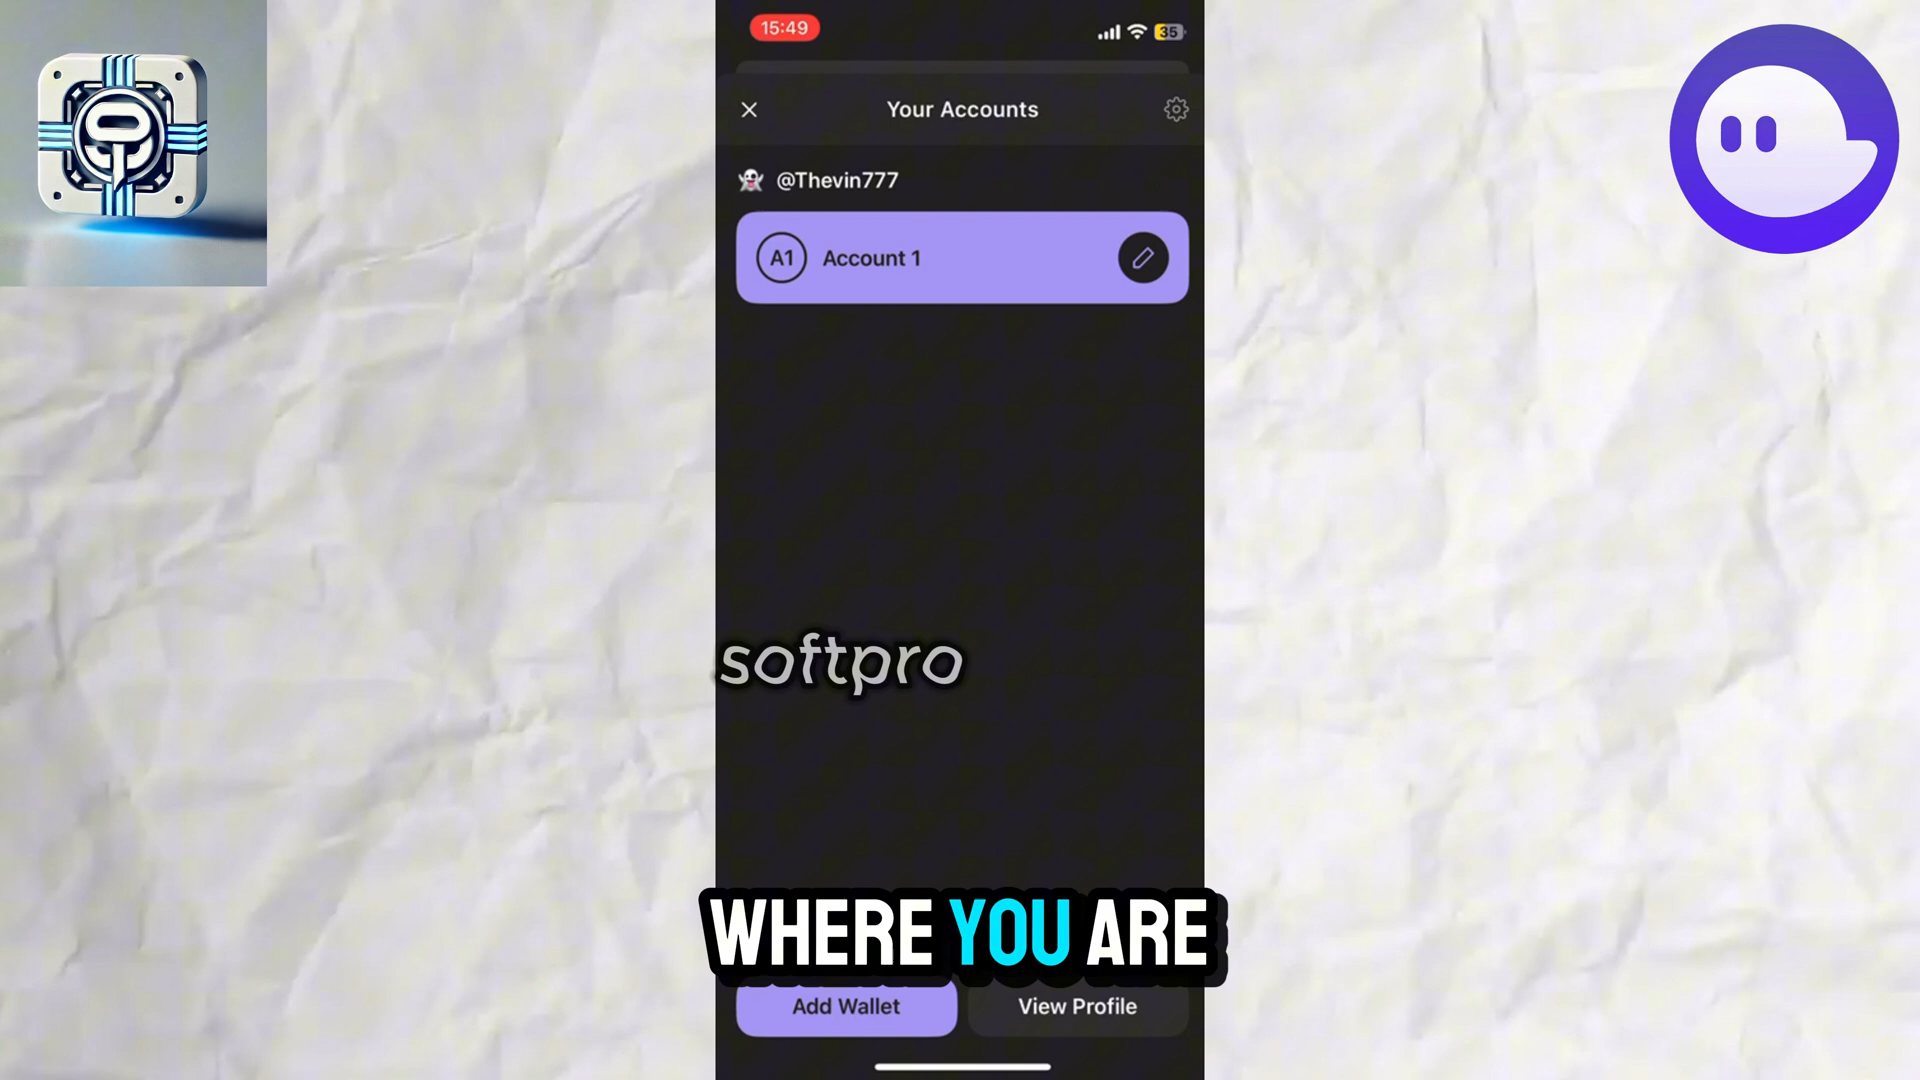 15:49
35
Your Accounts
@Thevin777
A1 Account 1
softpro
WHERE YOU ARE
Add Wallet
View Profile